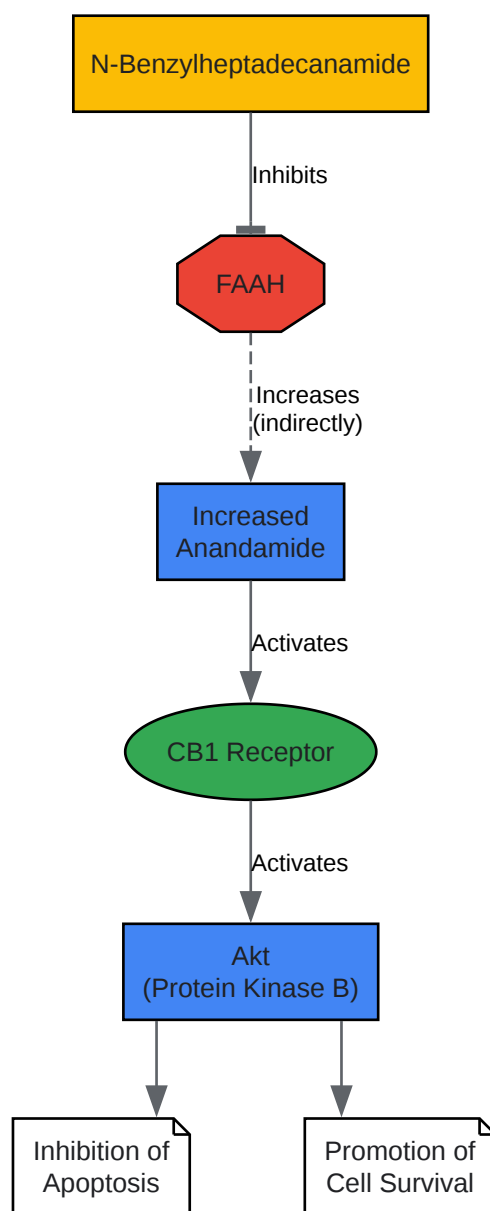 N-Benzylheptadecanamide
Inhibits
FAAH
Increases
(indirectly)
Increased
Anandamide
Activates
CB1 Receptor
Activates
Akt
(Protein Kinase B)
Inhibition of
Apoptosis
Promotion of
Cell Survival